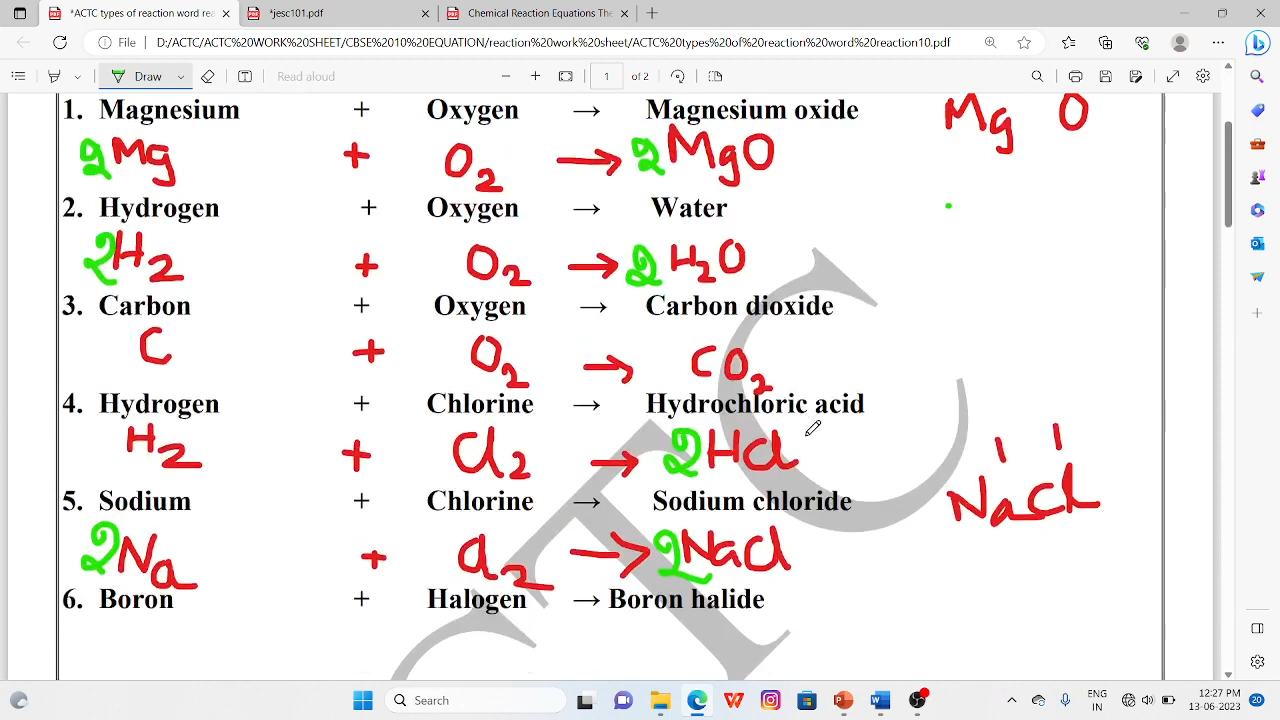 *ACTC types of reaction word rea
*jesc101.pdf
Chemical Reaction Equations The
File D:/ACTC/ACTC%20WORK%20SHEET/CBSE%2010%20EQUATION/reaction%20work%20sheet/ACTC%20types%20of%20reaction%20word%20reaction10.pdf
Draw Read aloud 1 of 2
1. Magnesium + Oxygen → Magnesium oxide Mg O
2Mg + O2 → 2MgO
2. Hydrogen + Oxygen → Water
2H2 + O2 → 2H2O
3. Carbon + Oxygen → Carbon dioxide
C + O2 → CO2
4. Hydrogen + Chlorine → Hydrochloric acid
H2 + Cl2 → 2HCl
5. Sodium + Chlorine → Sodium chloride NaCl
2Na + Cl2 → 2NaCl
6. Boron + Halogen → Boron halide
CTC
Search
ENG
IN
12:27 PM
13-06-2023
20